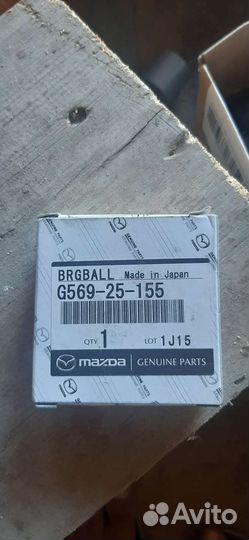 BRGBALL Made in Japan
G569-25-155
QTY 1 LOT 1J15
mazda GENUINE PARTS
Avito